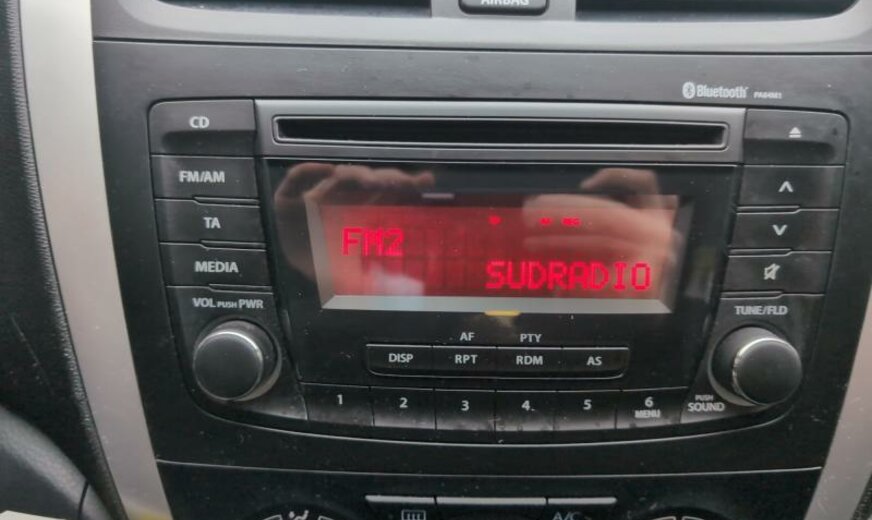 AIRBAG
Bluetooth PA84M1
CD
FM/AM
TA
MEDIA
VOL PUSH PWR
FM2
SUDRADIO
TUNE/FLD
AF PTY
DISP RPT RDM AS
1 2 3 4 5 6
MENU
PUSH
SOUND
A/C